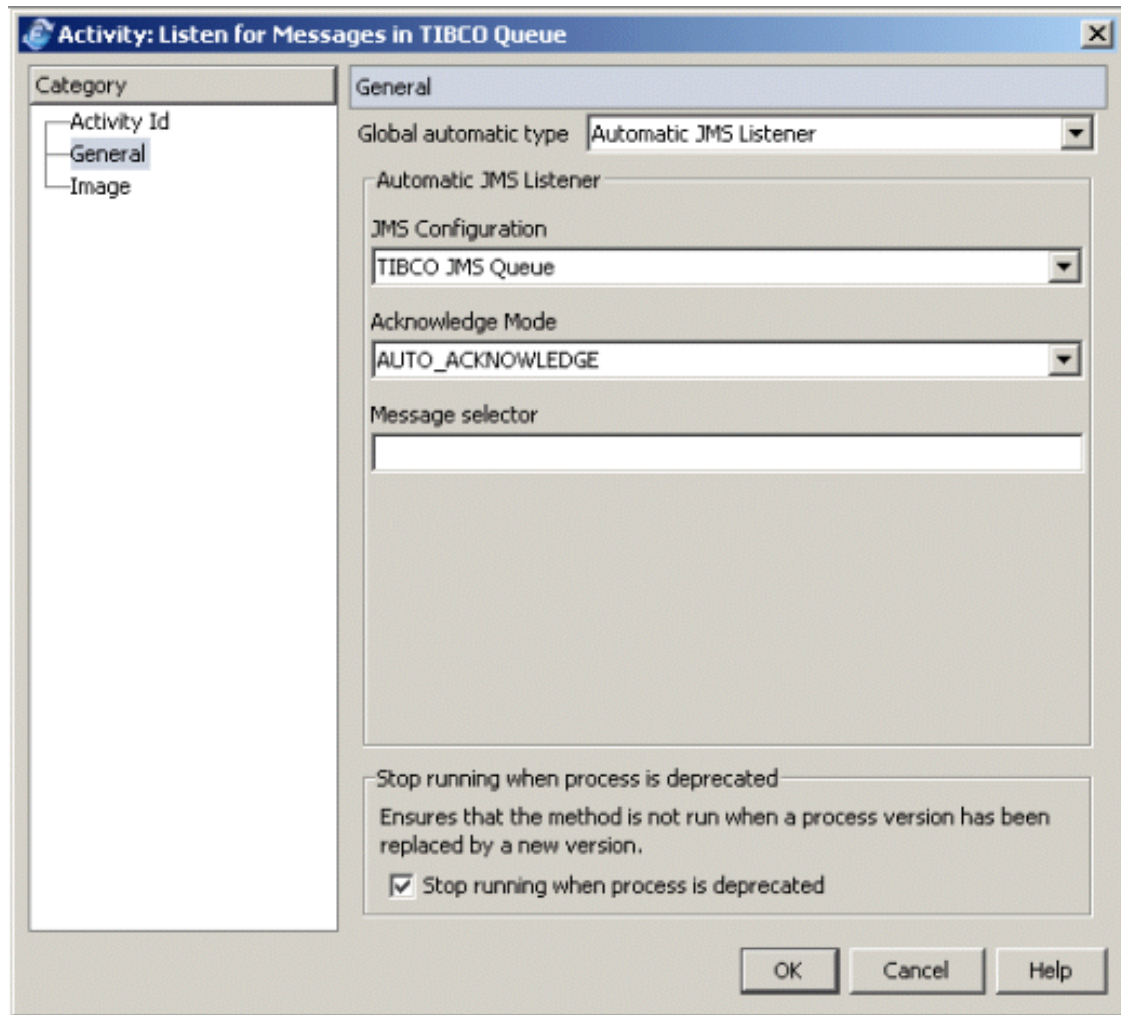 Activity: Listen for Messages in TIBCO Queue
Category
Activity Id
General
Image
General
Global automatic type Automatic JMS Listener
Automatic JMS Listener
JMS Configuration
TIBCO JMS Queue
Acknowledge Mode
AUTO_ACKNOWLEDGE
Message selector
Stop running when process is deprecated
Ensures that the method is not run when a process version has been
replaced by a new version.
Stop running when process is deprecated
OK Cancel Help